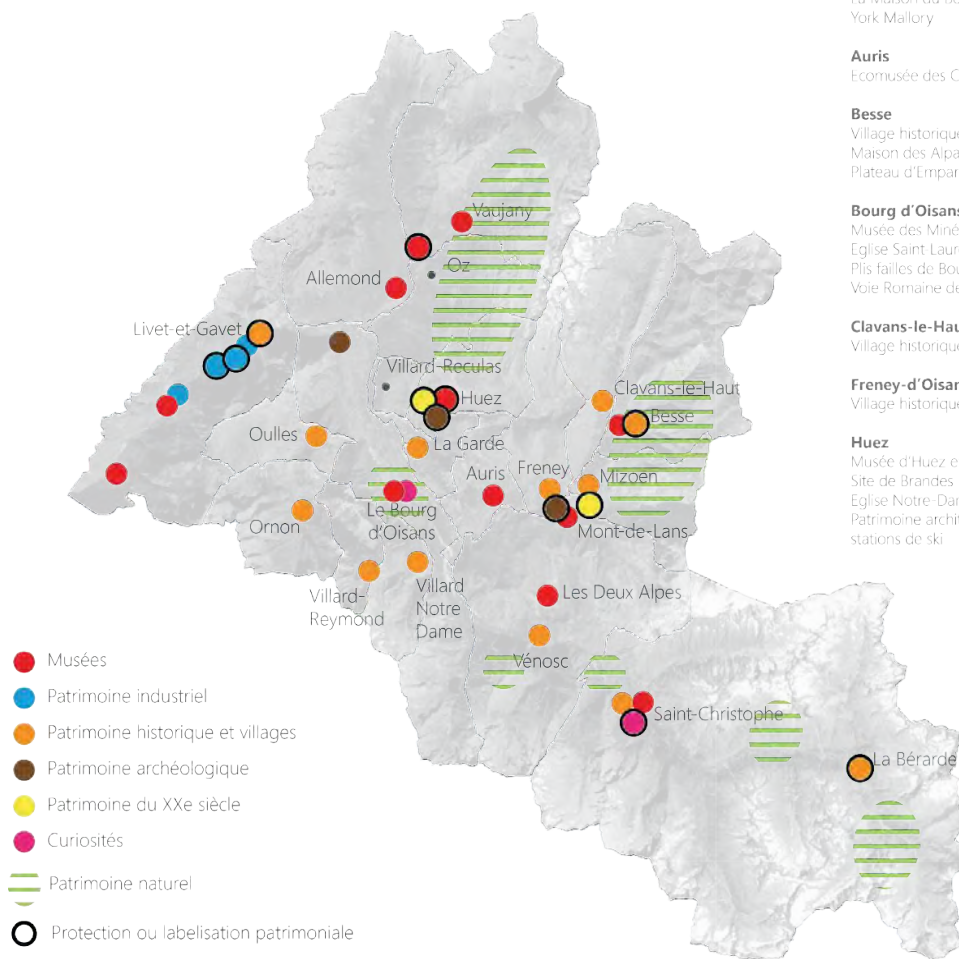 York Mallory
Auris
Ecomusée des C
Besse
Village historique
Maison des Alpa
Plateau d'Empar
Bourg d'Oisans
Musée des Miné
Eglise Saint Laur
Plis failles de Bou
Voie Romaine de
Clavans-le-Hau
Village historique
Freney-d'Oisan
Village historique
Huez
Musée d'Huez e
Site de Brandes
Eglise Notre-Dar
Patrimoine archit
stations de ski
Vaujany
Oz
Allemond
Livet-et-Gavet
Villard-Reculas
Huez
Clavans-le-Haut
Besse
Oulles
La Garde
Auris
Freney
Mizoën
Le Bourg
d'Oisans
Ornon
Mont-de-Lans
Villard-
Reymond
Villard
Notre
Dame
Les Deux Alpes
Vénosc
Saint-Christophe
La Bérarde
Musées
Patrimoine industriel
Patrimoine historique et villages
Patrimoine archéologique
Patrimoine du XXe siècle
Curiosités
Patrimoine naturel
Protection ou labelisation patrimoniale